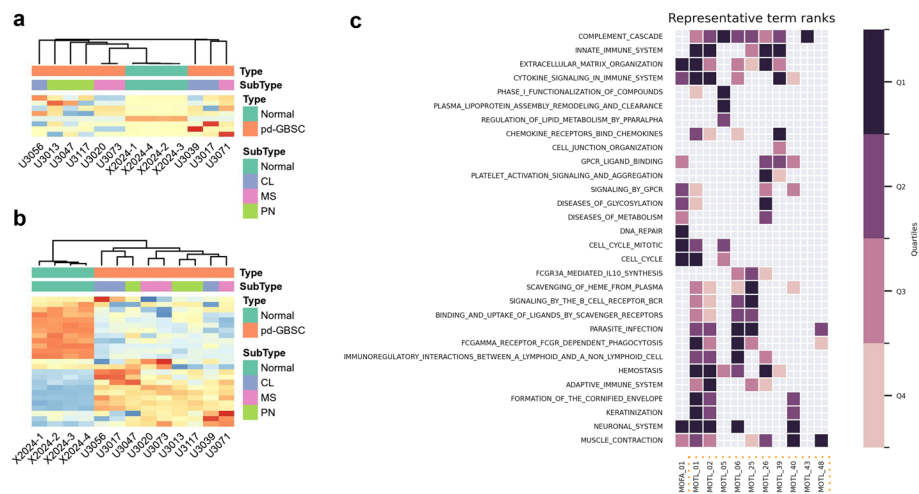 a
Type
SubType
Type
Normal
pd-GBSC
SubType
Normal
CL
MS
PN
U3056
U3013
U3047
U3117
U3020
U3073
X2024-1
X2024-4
X2024-2
X2024-3
U3039
U3017
U3071
b
Type
SubType
Type
Normal
pd-GBSC
SubType
Normal
CL
MS
PN
X2024-1
X2024-2
X2024-3
X2024-4
U3056
U3017
U3047
U3020
U3073
U3013
U3117
U3039
U3071
c
Representative term ranks
COMPLEMENT_CASCADE
INNATE_IMMUNE_SYSTEM
EXTRACELLULAR_MATRIX_ORGANIZATION
CYTOKINE_SIGNALING_IN_IMMUNE_SYSTEM
PHASE_I_FUNCTIONALIZATION_OF_COMPOUNDS
PLASMA_LIPOPROTEIN_ASSEMBLY_REMODELING_AND_CLEARANCE
REGULATION_OF_LIPID_METABOLISM_BY_PPARALPHA
CHEMOKINE_RECEPTORS_BIND_CHEMOKINES
CELL_JUNCTION_ORGANIZATION
GPCR_LIGAND_BINDING
PLATELET_ACTIVATION_SIGNALING_AND_AGGREGATION
SIGNALING_BY_GPCR
DISEASES_OF_GLYCOSYLATION
DISEASES_OF_METABOLISM
DNA_REPAIR
CELL_CYCLE_MITOTIC
CELL_CYCLE
FCGR3A_MEDIATED_IL10_SYNTHESIS
SCAVENGING_OF_HEME_FROM_PLASMA
SIGNALING_BY_THE_B_CELL_RECEPTOR_BCR
BINDING_AND_UPTAKE_OF_LIGANDS_BY_SCAVENGER_RECEPTORS
PARASITE_INFECTION
FCGAMMA_RECEPTOR_FCGR_DEPENDENT_PHAGOCYTOSIS
IMMUNOREGULATORY_INTERACTIONS_BETWEEN_A_LYMPHOID_AND_A_NON_LYMPHOID_CELL
HEMOSTASIS
ADAPTIVE_IMMUNE_SYSTEM
FORMATION_OF_THE_CORNIFIED_ENVELOPE
KERATINIZATION
NEURONAL_SYSTEM
MUSCLE_CONTRACTION
MOFA_01
MOTL_01
MOTL_02
MOTL_05
MOTL_06
MOTL_25
MOTL_26
MOTL_39
MOTL_40
MOTL_43
MOTL_48
Q1
Q2
Q3
Q4
Quartiles